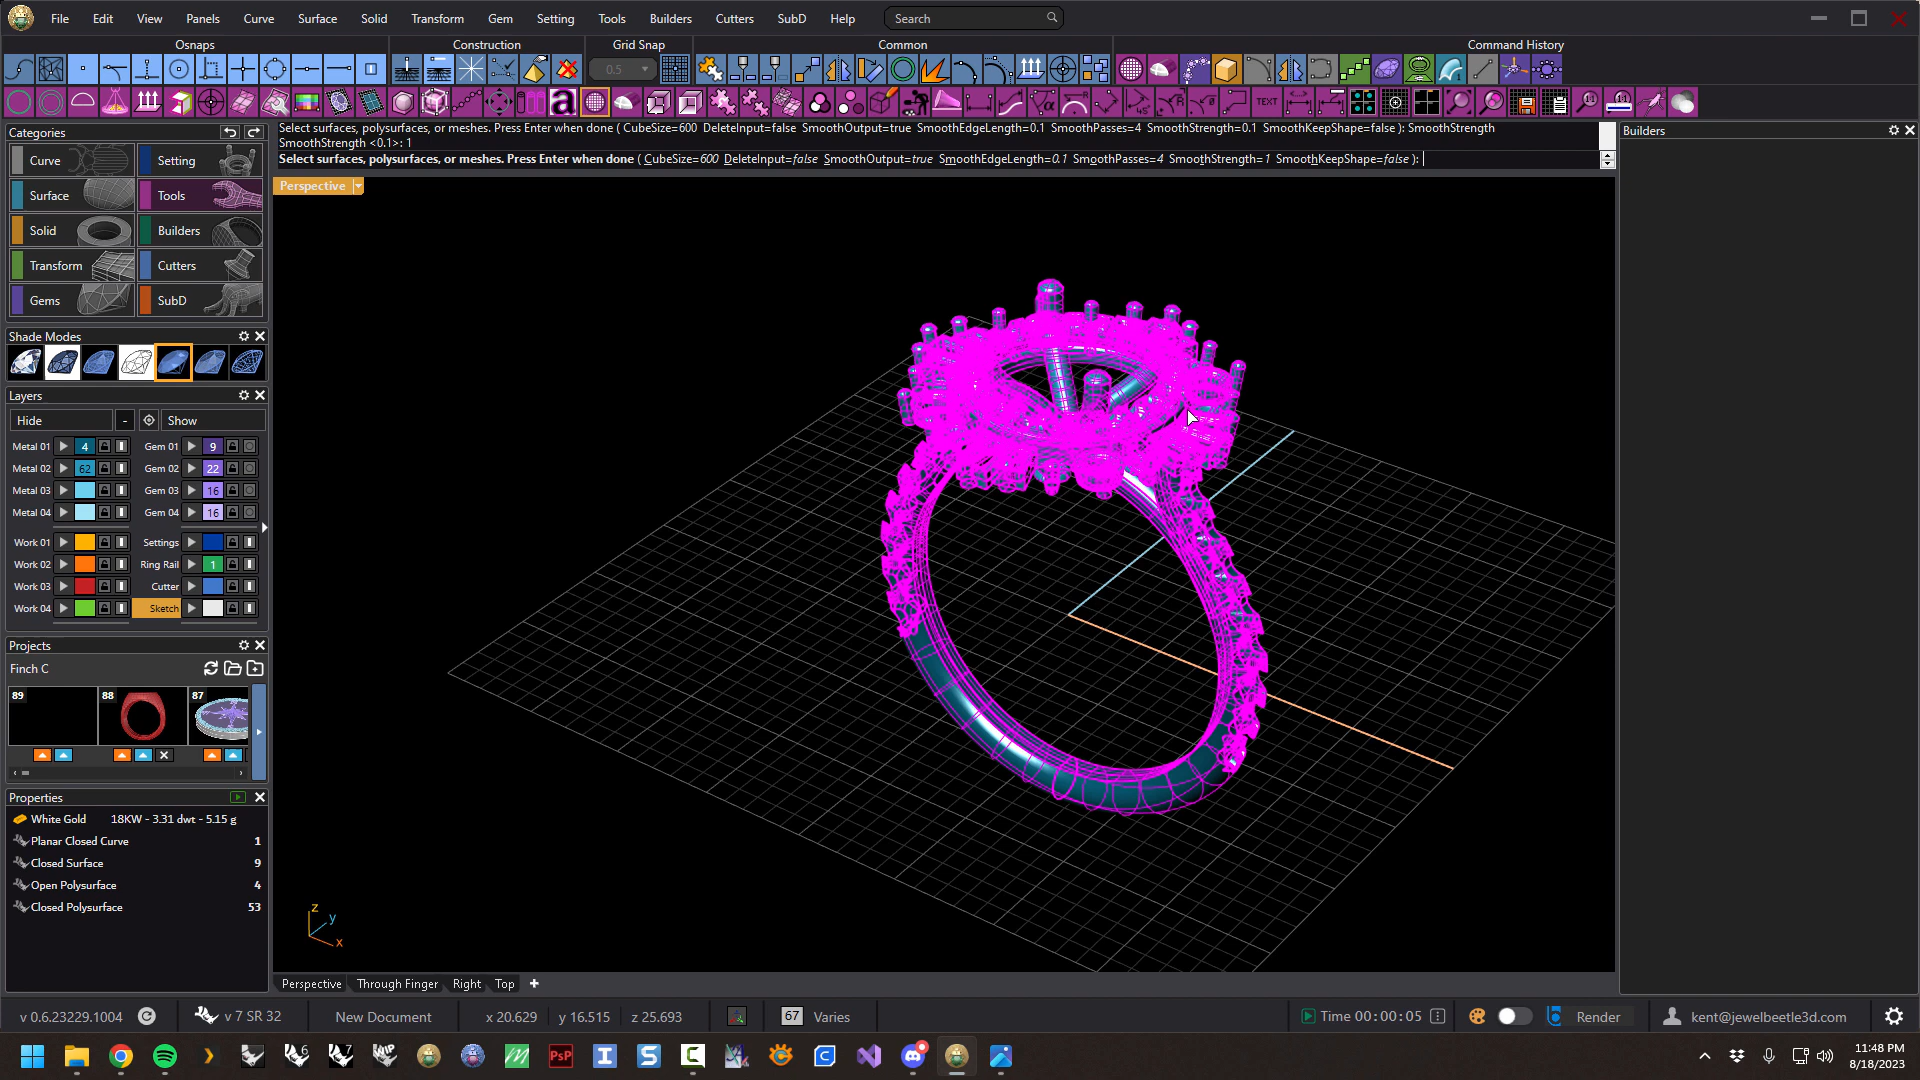 File Edit View Panels Curve Surface Solid Transform Gem Setting Tools Builders Cutters SubD Help Search
Osnaps Construction Grid Snap Common Command History
0.5
a TEXT
Categories
Curve Setting
Surface Tools
Solid Builders
Transform Cutters
Gems SubD
Select surfaces, polysurfaces, or meshes. Press Enter when done ( CubeSize=600 DeleteInput=false SmoothOutput=true SmoothEdgeLength=0.1 SmoothPasses=4 SmoothStrength=0.1 SmoothKeepShape=false ): SmoothStrength
SmoothStrength <0.1>: 1
Select surfaces, polysurfaces, or meshes. Press Enter when done ( CubeSize=600 DeleteInput=false SmoothOutput=true SmoothEdgeLength=0.1 SmoothPasses=4 SmoothStrength=1 SmoothKeepShape=false ):
Builders
Perspective
Shade Modes
Layers
Hide - Show
Metal 01 4 Gem 01 9
Metal 02 62 Gem 02 22
Metal 03 Gem 03 16
Metal 04 Gem 04 16
Work 01 Settings
Work 02 Ring Rail 1
Work 03 Cutter
Work 04 Sketch
Projects
Finch C
89 88 87
Properties
White Gold 18KW - 3.31 dwt - 5.15 g
Planar Closed Curve 1
Closed Surface 9
Open Polysurface 4
Closed Polysurface 53
z
y
x
Perspective Through Finger Right Top +
v 0.6.23229.1004 v 7 SR 32 New Document x 20.629 y 16.515 z 25.693 67 Varies Time 00:00:05 Render kent@jewelbeetle3d.com
6 7 WIP PsP I S C
11:48 PM
8/18/2023